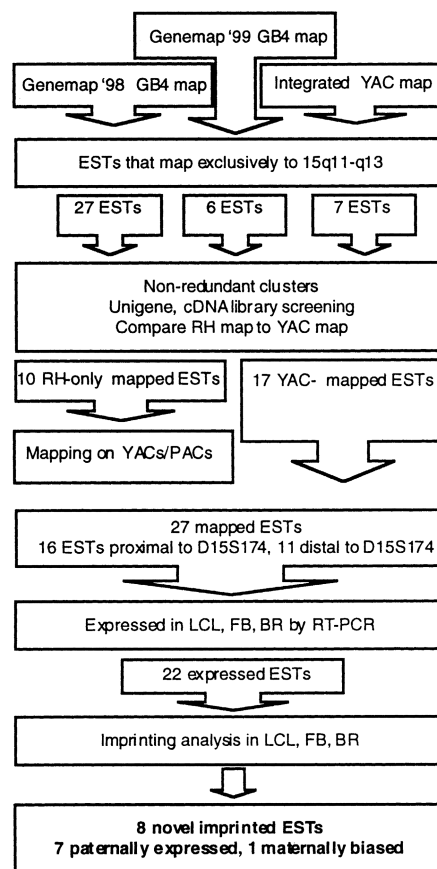 Genemap '99 GB4 map
Genemap '98 GB4 map
Integrated YAC map
ESTs that map exclusively to 15q11-q13
27 ESTs
6 ESTs
7 ESTs
Non-redundant clusters
Unigene, cDNA library screening
Compare RH map to YAC map
10 RH-only mapped ESTs
17 YAC- mapped ESTs
Mapping on YACs/PACs
27 mapped ESTs
16 ESTs proximal to D15S174, 11 distal to D15S174
Expressed in LCL, FB, BR by RT-PCR
22 expressed ESTs
Imprinting analysis in LCL, FB, BR
8 novel imprinted ESTs
7 paternally expressed, 1 maternally biased